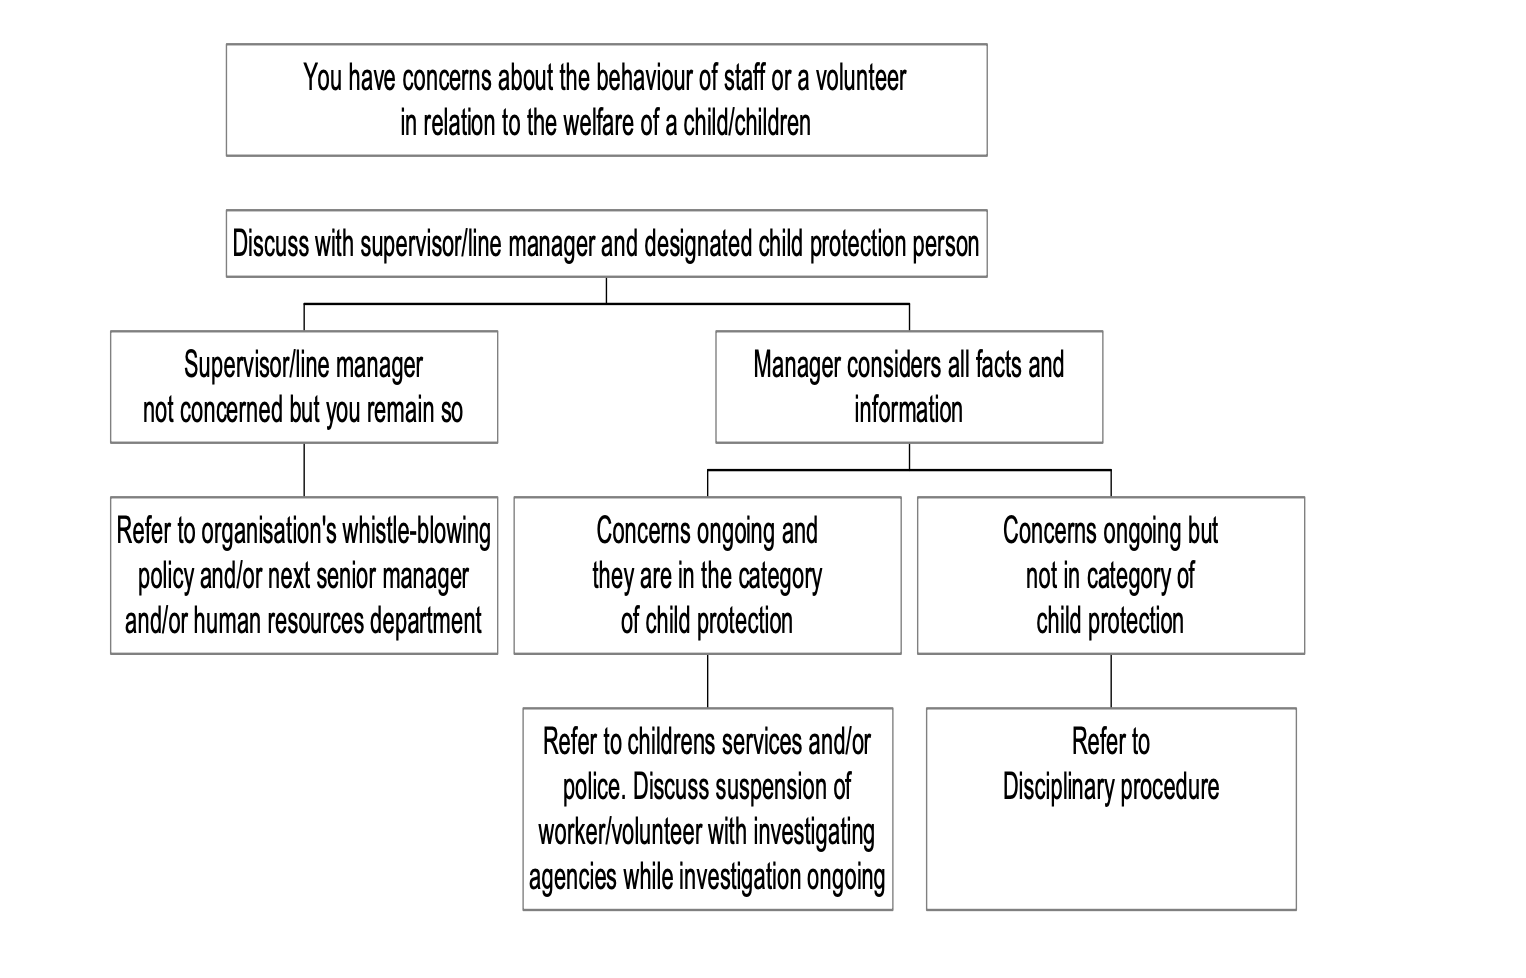 You have concerns about the behaviour of staff or a volunteer
in relation to the welfare of a child/children
Discuss with supervisor/line manager and designated child protection person
Supervisor/line manager
not concerned but you remain so
Manager considers all facts and
information
Refer to organisation's whistle-blowing
policy and/or next senior manager
and/or human resources department
Concerns ongoing and
they are in the category
of child protection
Concerns ongoing but
not in category of
child protection
Refer to childrens services and/or
police. Discuss suspension of
worker/volunteer with investigating
agencies while investigation ongoing
Refer to
Disciplinary procedure